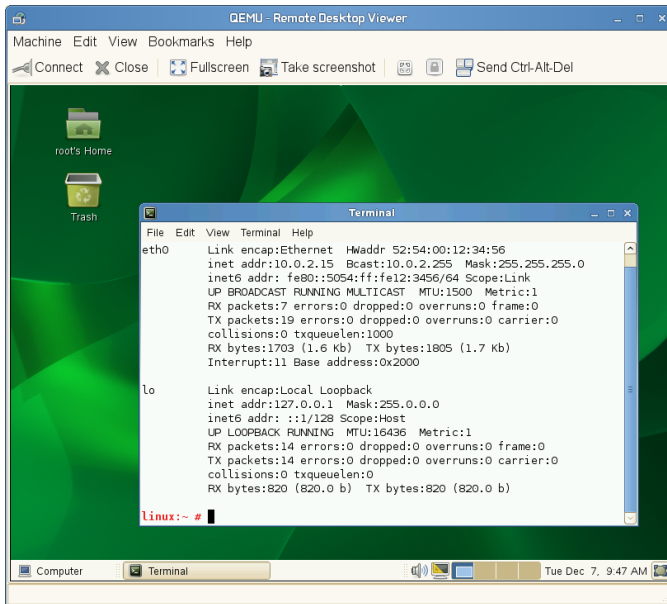 QEMU - Remote Desktop Viewer
Machine Edit View Bookmarks Help
Connect Close Fullscreen Take screenshot Send Ctrl-Alt-Del
root's Home
Trash
Terminal
File Edit View Terminal Help
eth0 Link encap:Ethernet HWaddr 52:54:00:12:34:56
inet addr:10.0.2.15 Bcast:10.0.2.255 Mask:255.255.255.0
inet6 addr: fe80::5054:ff:fe12:3456/64 Scope:Link
UP BROADCAST RUNNING MULTICAST MTU:1500 Metric:1
RX packets:7 errors:0 dropped:0 overruns:0 frame:0
TX packets:19 errors:0 dropped:0 overruns:0 carrier:0
collisions:0 txqueuelen:1000
RX bytes:1703 (1.6 Kb) TX bytes:1805 (1.7 Kb)
Interrupt:11 Base address:0x2000
lo Link encap:Local Loopback
inet addr:127.0.0.1 Mask:255.0.0.0
inet6 addr: ::1/128 Scope:Host
UP LOOPBACK RUNNING MTU:16436 Metric:1
RX packets:14 errors:0 dropped:0 overruns:0 frame:0
TX packets:14 errors:0 dropped:0 overruns:0 carrier:0
collisions:0 txqueuelen:0
RX bytes:820 (820.0 b) TX bytes:820 (820.0 b)
linux:~ #
Computer Terminal Tue Dec 7, 9:47 AM